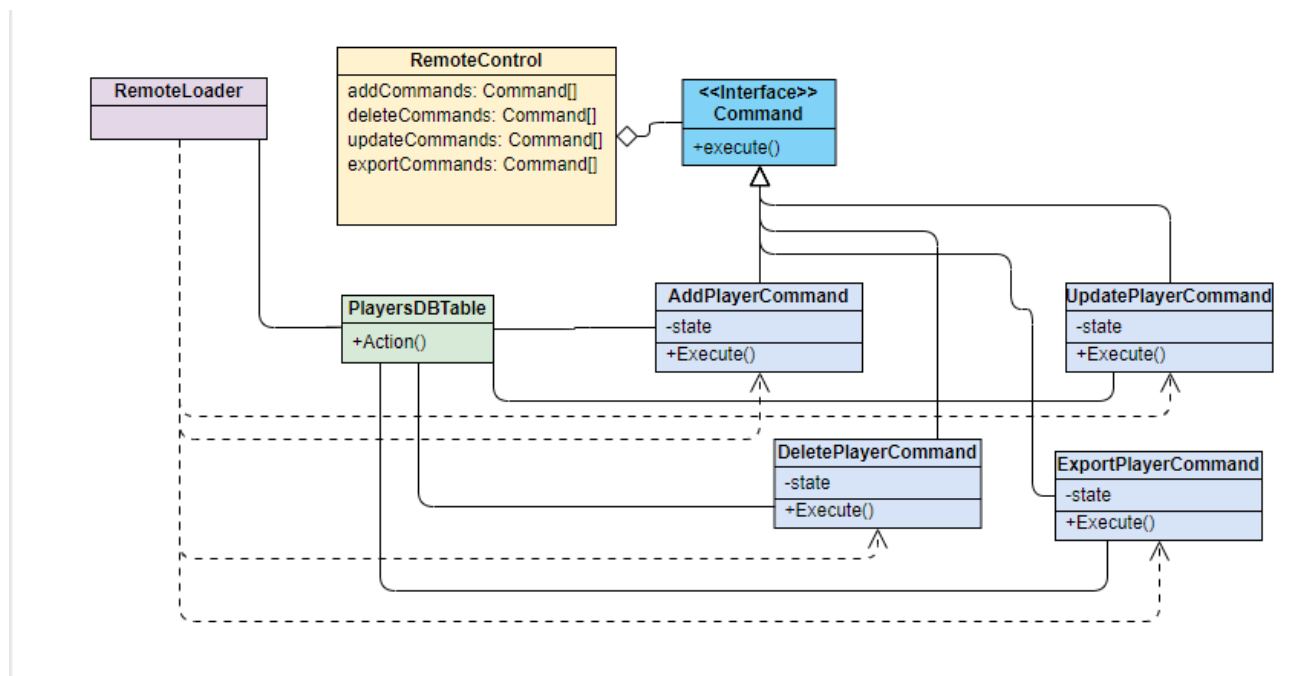 RemoteLoader
RemoteControl
addCommands: Command[]
deleteCommands: Command[]
updateCommands: Command[]
exportCommands: Command[]
<<Interface>>
Command
+execute()
PlayersDBTable
+Action()
AddPlayerCommand
-state
+Execute()
UpdatePlayerCommand
-state
+Execute()
DeletePlayerCommand
-state
+Execute()
ExportPlayerCommand
-state
+Execute()